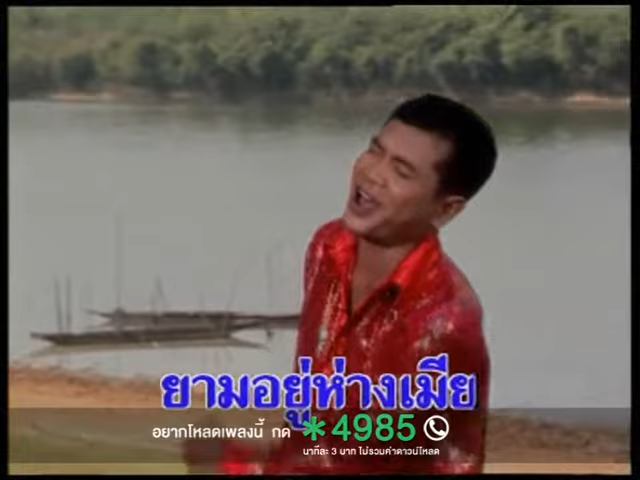 ยามอยู่ห่างเมีย
อยากโหลดเพลงนี้ กด *4985
นาทีละ 3 บาท ไม่รวมค่าดาวน์โหลด